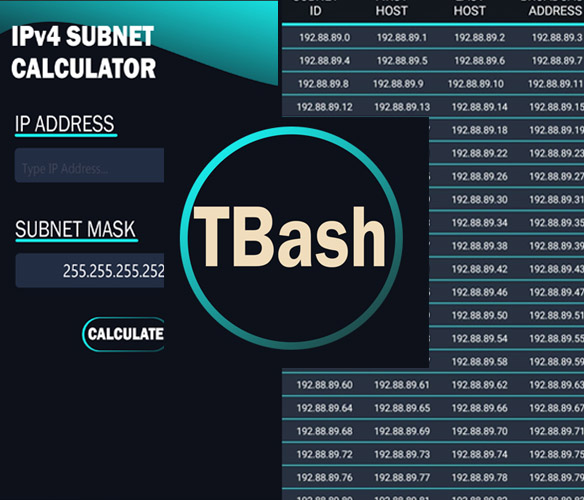 IPv4 SUBNET
CALCULATOR
IP ADDRESS
Type IP Address...
SUBNET MASK
255.255.255.252
CALCULATE
TBash
ID HOST HOST ADDRESS
192.88.89.0 192.88.89.1 192.88.89.2 192.88.89.3
192.88.89.4 192.88.89.5 192.88.89.6 192.88.89.7
192.88.89.8 192.88.89.9 192.88.89.10 192.88.89.11
192.88.89.12 192.88.89.13 192.88.89.14 192.88.89.15
192.88.89.18 192.88.89.19
192.88.89.22 192.88.89.23
192.88.89.26 192.88.89.27
192.88.89.30 192.88.89.31
192.88.89.34 192.88.89.35
192.88.89.38 192.88.89.39
192.88.89.42 192.88.89.43
192.88.89.46 192.88.89.47
192.88.89.50 192.88.89.51
192.88.89.54 192.88.89.55
192.88.89.58 192.88.89.59
192.88.89.60 192.88.89.61 192.88.89.62 192.88.89.63
192.88.89.64 192.88.89.65 192.88.89.66 192.88.89.67
192.88.89.68 192.88.89.69 192.88.89.70 192.88.89.71
192.88.89.72 192.88.89.73 192.88.89.74 192.88.89.75
192.88.89.76 192.88.89.77 192.88.89.78 192.88.89.79